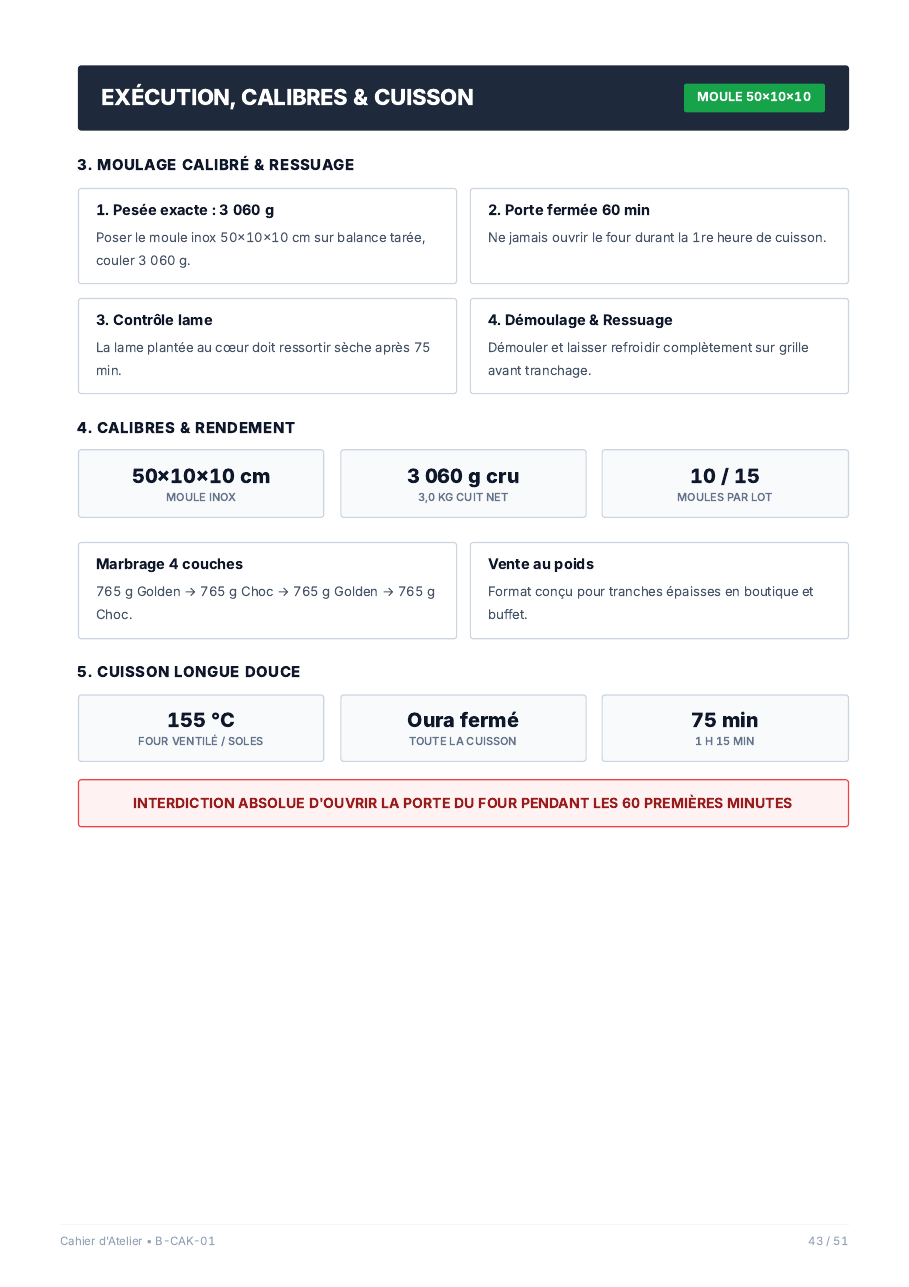 EXÉCUTION, CALIBRES & CUISSON
MOULE 50×10×10
3. MOULAGE CALIBRÉ & RESSUAGE
1. Pesée exacte : 3 060 g
Poser le moule inox 50×10×10 cm sur balance tarée,
couler 3 060 g.
2. Porte fermée 60 min
Ne jamais ouvrir le four durant la 1re heure de cuisson.
3. Contrôle lame
La lame plantée au cœur doit ressortir sèche après 75
min.
4. Démoulage & Ressuage
Démouler et laisser refroidir complètement sur grille
avant tranchage.
4. CALIBRES & RENDEMENT
50×10×10 cm
MOULE INOX
3 060 g cru
3,0 KG CUIT NET
10 / 15
MOULES PAR LOT
Marbrage 4 couches
765 g Golden → 765 g Choc → 765 g Golden → 765 g
Choc.
Vente au poids
Format conçu pour tranches épaisses en boutique et
buffet.
5. CUISSON LONGUE DOUCE
155 °C
FOUR VENTILÉ / SOLES
Oura fermé
TOUTE LA CUISSON
75 min
1 H 15 MIN
INTERDICTION ABSOLUE D'OUVRIR LA PORTE DU FOUR PENDANT LES 60 PREMIÈRES MINUTES
Cahier d'Atelier • B-CAK-01
43 / 51